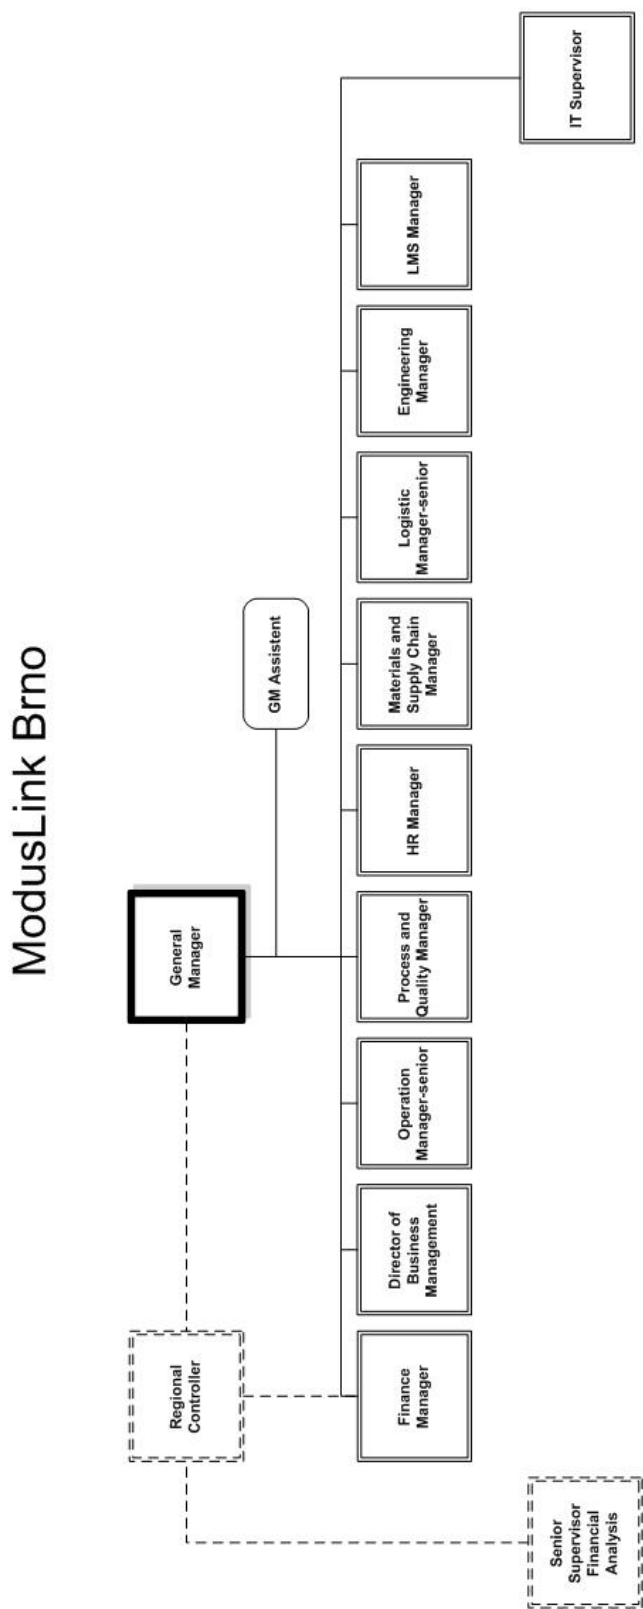 ModusLink Brno
Regional
Controller
General
Manager
GM Assistent
Finance
Manager
Director of
Business
Management
Operation
Manager-senior
Process and
Quality Manager
HR Manager
Materials and
Supply Chain
Manager
Logistic
Manager-senior
Engineering
Manager
LMS Manager
Senior
Supervisor
Financial
Analysis
IT Supervisor